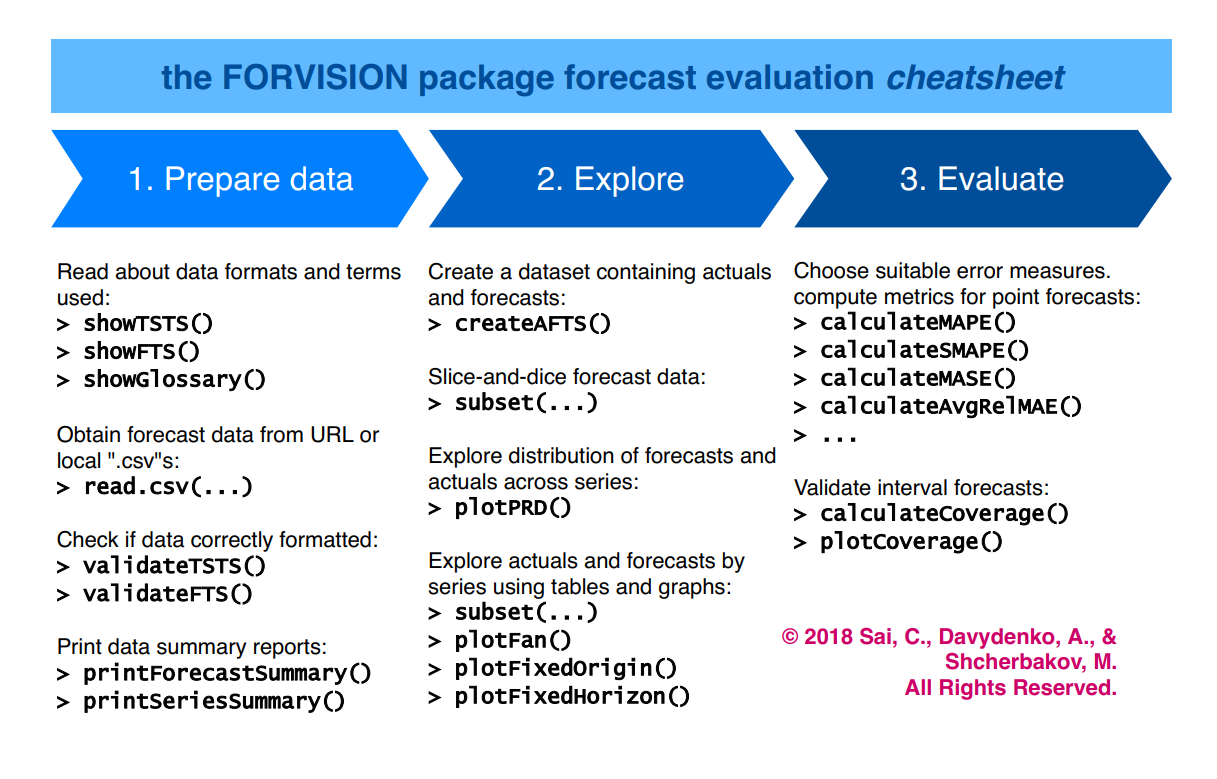 the FORVISION package forecast evaluation cheatsheet
1. Prepare data
Read about data formats and terms
used:
> showTSTS()
> showFTS()
> showGlossary()
Obtain forecast data from URL or
local ".csv"s:
> read.csv(...)
Check if data correctly formatted:
> validateTSTS()
> validateFTS()
Print data summary reports:
> printForecastSummary()
> printSeriesSummary()
2. Explore
Create a dataset containing actuals
and forecasts:
> createAFTS()
Slice-and-dice forecast data:
> subset(...)
Explore distribution of forecasts and
actuals across series:
> plotPRD()
Explore actuals and forecasts by
series using tables and graphs:
> subset(...)
> plotFan()
> plotFixedOrigin()
> plotFixedHorizon()
3. Evaluate
Choose suitable error measures.
compute metrics for point forecasts:
> calculateMAPE()
> calculateSMAPE()
> calculateMASE()
> calculateAvgRelMAE()
> ...
Validate interval forecasts:
> calculateCoverage()
> plotCoverage()
© 2018 Sai, C., Davydenko, A., &
Shcherbakov, M.
All Rights Reserved.